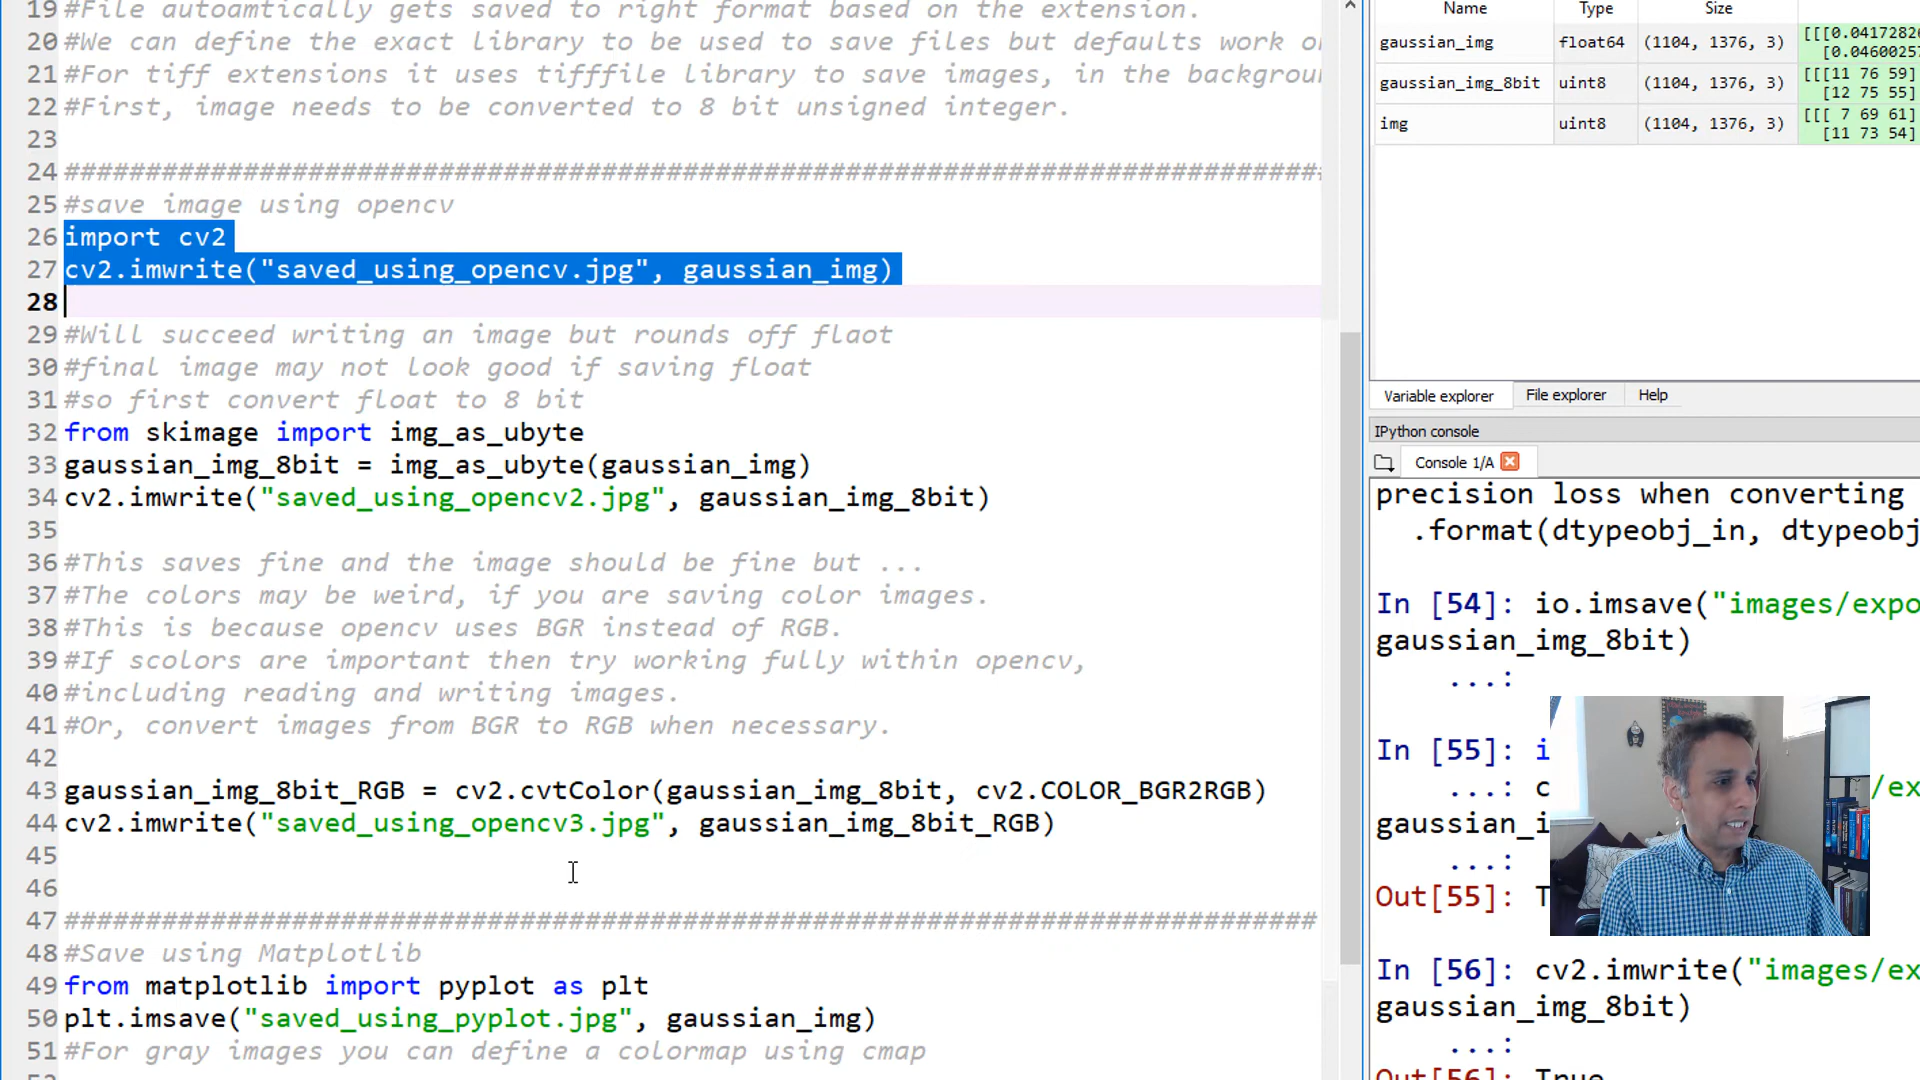 19 #File autoamtically gets saved to right format based on the extension.
20 #We can define the exact library to be used to save files but defaults work
21 #For tiff extensions it uses tifffile library to save images, in the
22 #First, image needs to be converted to 8 bit unsigned integer.
23
24 ##############################################################################
25 #save image using opencv
26 import cv2
27 cv2.imwrite("saved_using_opencv.jpg", gaussian_img)
28
29 #Will succeed writing an image but rounds off flaot
30 #final image may not look good if saving float
31 #so first convert float to 8 bit
32 from skimage import img_as_ubyte
33 gaussian_img_8bit = img_as_ubyte(gaussian_img)
34 cv2.imwrite("saved_using_opencv2.jpg", gaussian_img_8bit)
35
36 #This saves fine and the image should be fine but ...
37 #The colors may be weird, if you are saving color images.
38 #This is because opencv uses BGR instead of RGB.
39 #If scolors are important then try working fully within opencv,
40 #including reading and writing images.
41 #Or, convert images from BGR to RGB when necessary.
42
43 gaussian_img_8bit_RGB = cv2.cvtColor(gaussian_img_8bit, cv2.COLOR_BGR2RGB)
44 cv2.imwrite("saved_using_opencv3.jpg", gaussian_img_8bit_RGB)
45
46
47 #############################################################################
48 #Save using Matplotlib
49 from matplotlib import pyplot as plt
50 plt.imsave("saved_using_pyplot.jpg", gaussian_img)
51 #For gray images you can define a colormap using cmap
Name Type Size
gaussian_img float64 (1104, 1376, 3) [[[0.0417282
[0.0460025
gaussian_img_8bit uint8 (1104, 1376, 3) [[[11 76 59]
[12 75 55]
img uint8 (1104, 1376, 3) [[[ 7 69 61]
[11 73 54]
Variable explorer File explorer Help
IPython console
Console 1/A
precision loss when converting
.format(dtypeobj_in, dtypeobj
In [54]: io.imsave("images/expo
gaussian_img_8bit)
...:
In [55]: i
...: c /ex
gaussian_i
...:
Out[55]: T
In [56]: cv2.imwrite("images/ex
gaussian_img_8bit)
...:
Out[56]: True